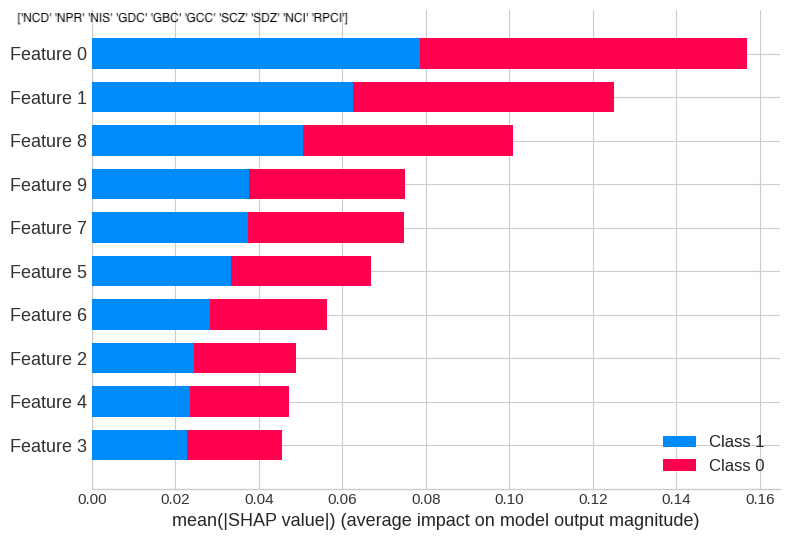 ['NCD' 'NPR' 'NIS' 'GDC' 'GBC' 'GCC' 'SCZ' 'SDZ' 'NCI' 'RPCI']
Feature 0
Feature 1
Feature 8
Feature 9
Feature 7
Feature 5
Feature 6
Feature 2
Feature 4
Feature 3
Class 1
Class 0
0.00 0.02 0.04 0.06 0.08 0.10 0.12 0.14 0.16
mean(|SHAP value|) (average impact on model output magnitude)